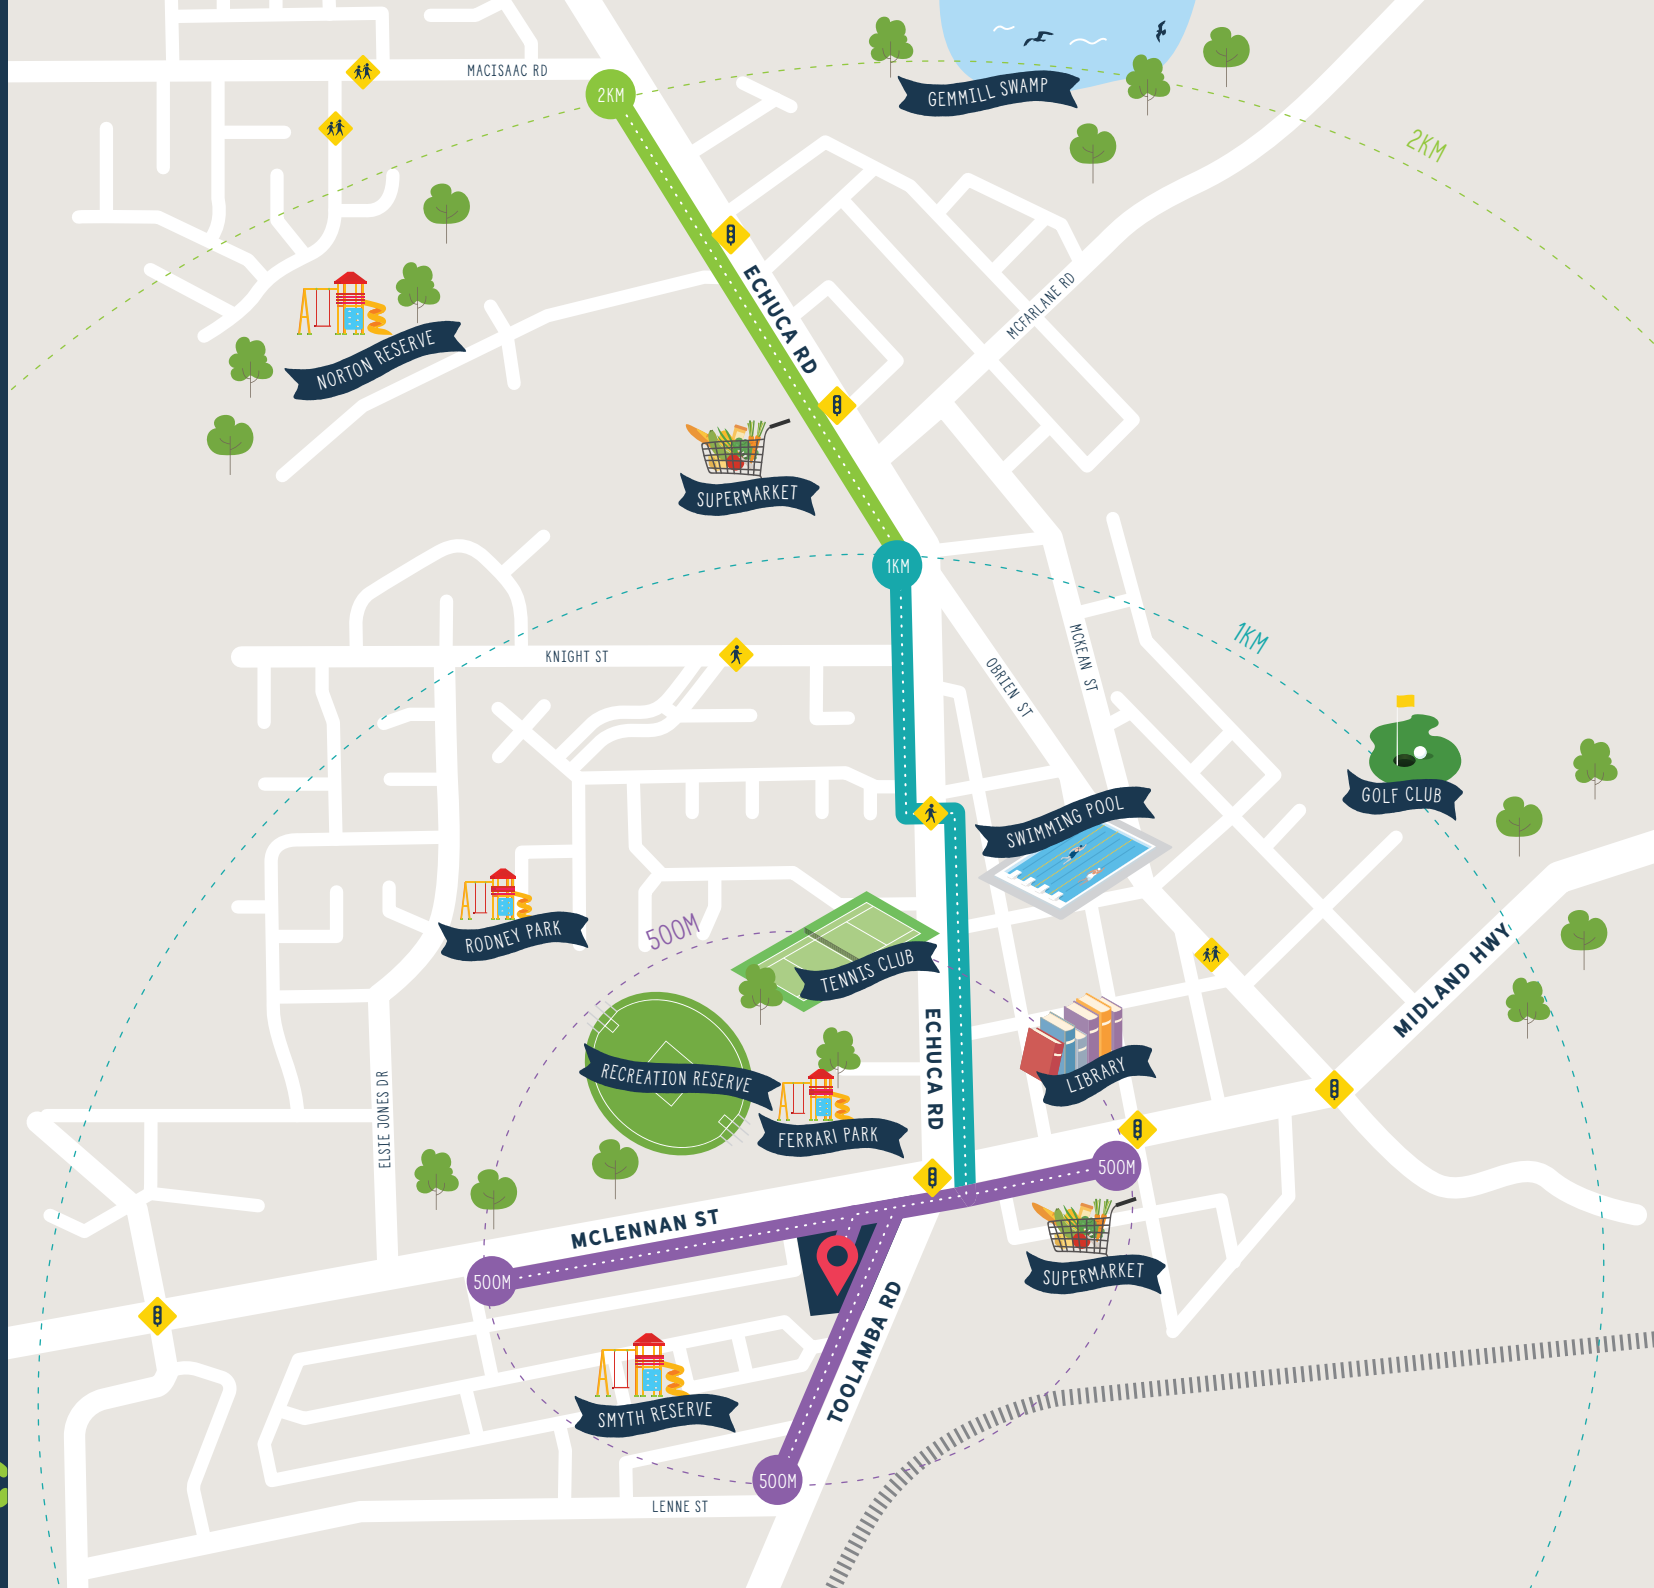 MACISAAC RD
2KM
GEMMILL SWAMP
2KM
ECHUCA RD
MCFARLANE RD
NORTON RESERVE
SUPERMARKET
1KM
KNIGHT ST
OBRIEN ST
MCKEAN ST
1KM
GOLF CLUB
SWIMMING POOL
RODNEY PARK
500M
TENNIS CLUB
MIDLAND HWY
RECREATION RESERVE
ECHUCA RD
LIBRARY
ELSIE JONES DR
FERRARI PARK
500M
MCLENNAN ST
500M
SUPERMARKET
TOOLAMBA RD
SMYTH RESERVE
500M
LENNE ST